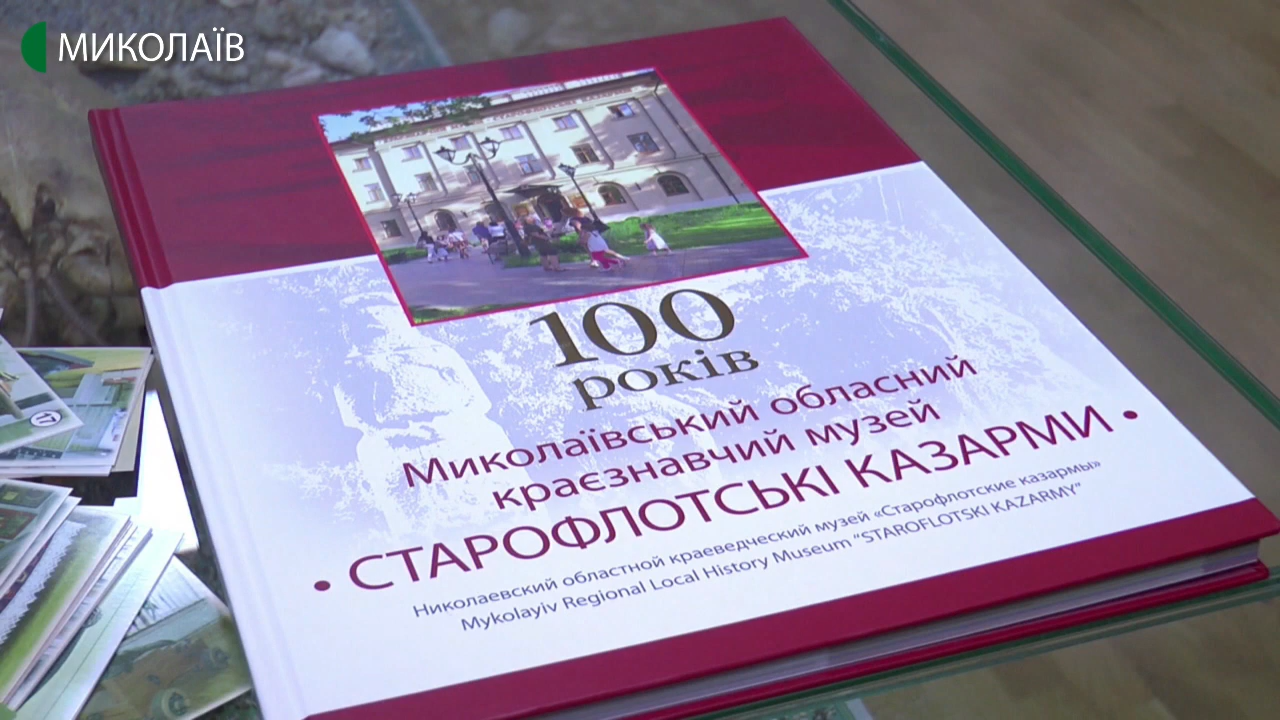 МИКОЛАЇВ
100
років
Миколаївський обласний
краєзнавчий музей
• СТАРОФЛОТСЬКІ КАЗАРМИ •
Николаевский областной краеведческий музей «Старофлотские казармы»
Mykolayiv Regional Local History Museum "STAROFLOTSKI KAZARMY"
17